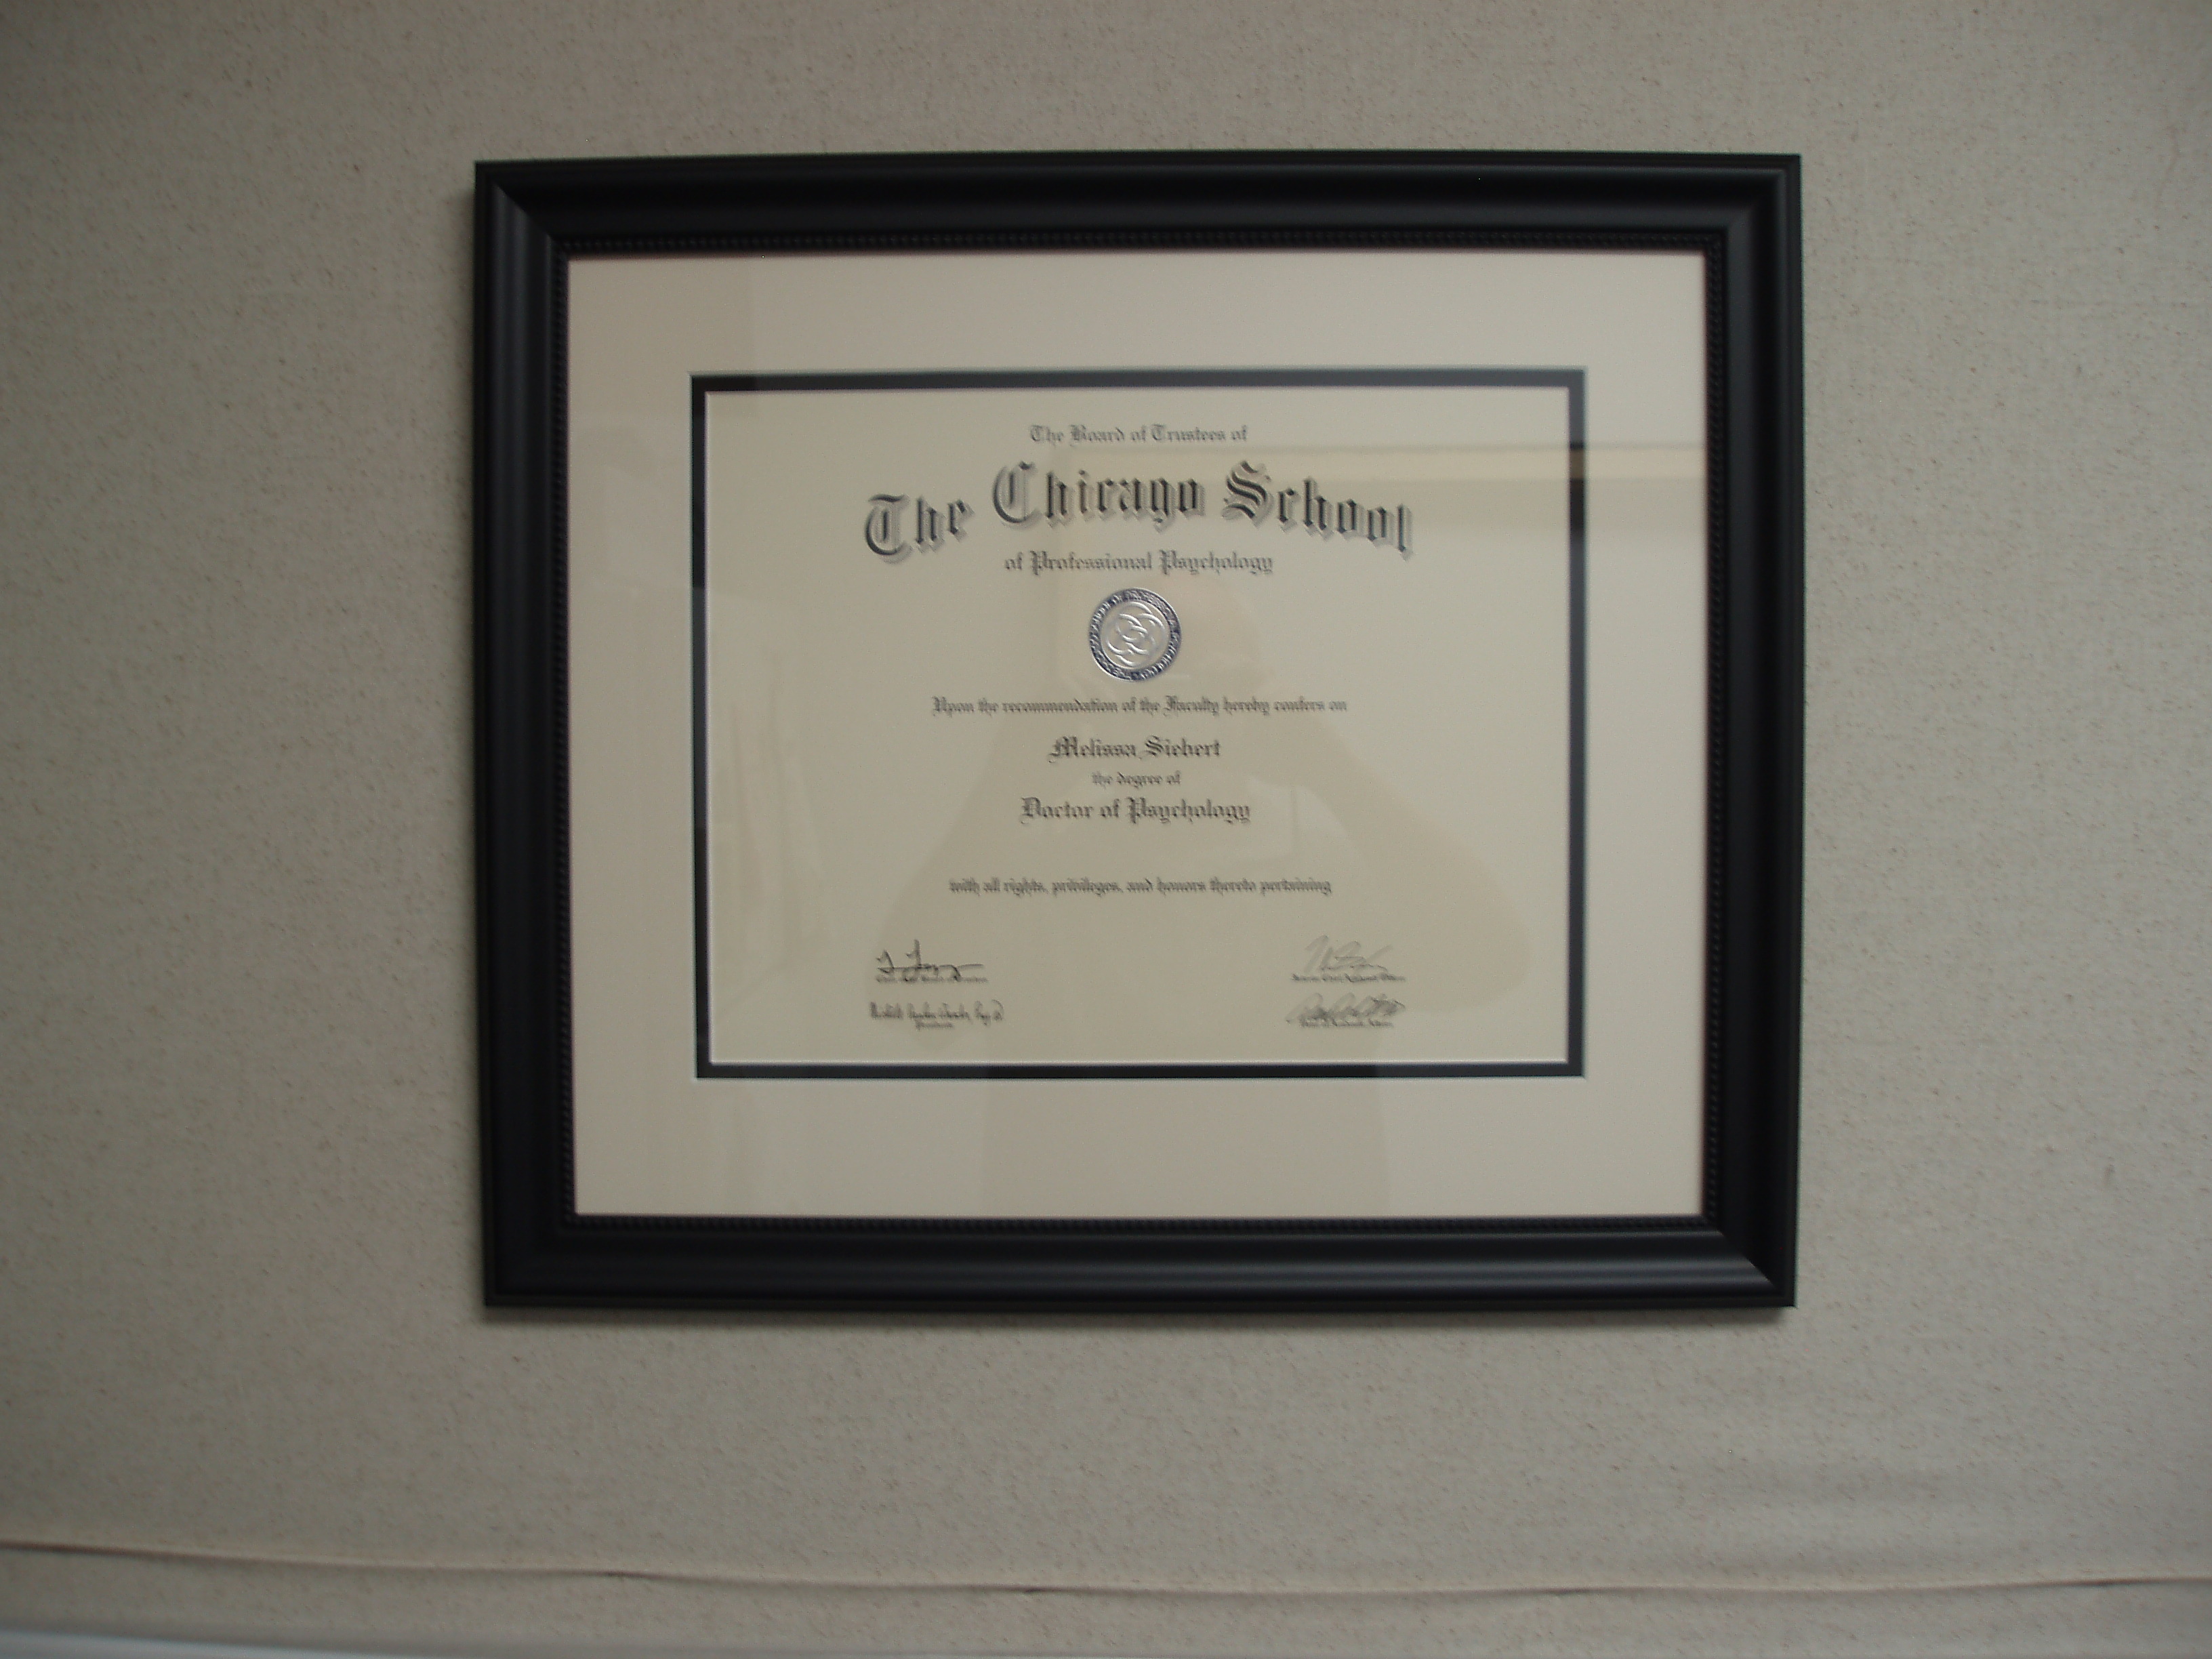 The Board of Trustees of
The Chicago School
of Professional Psychology
Upon the recommendation of the Faculty hereby confers on
Melissa Siebert
the degree of
Doctor of Psychology
with all rights, privileges, and honors thereto pertaining